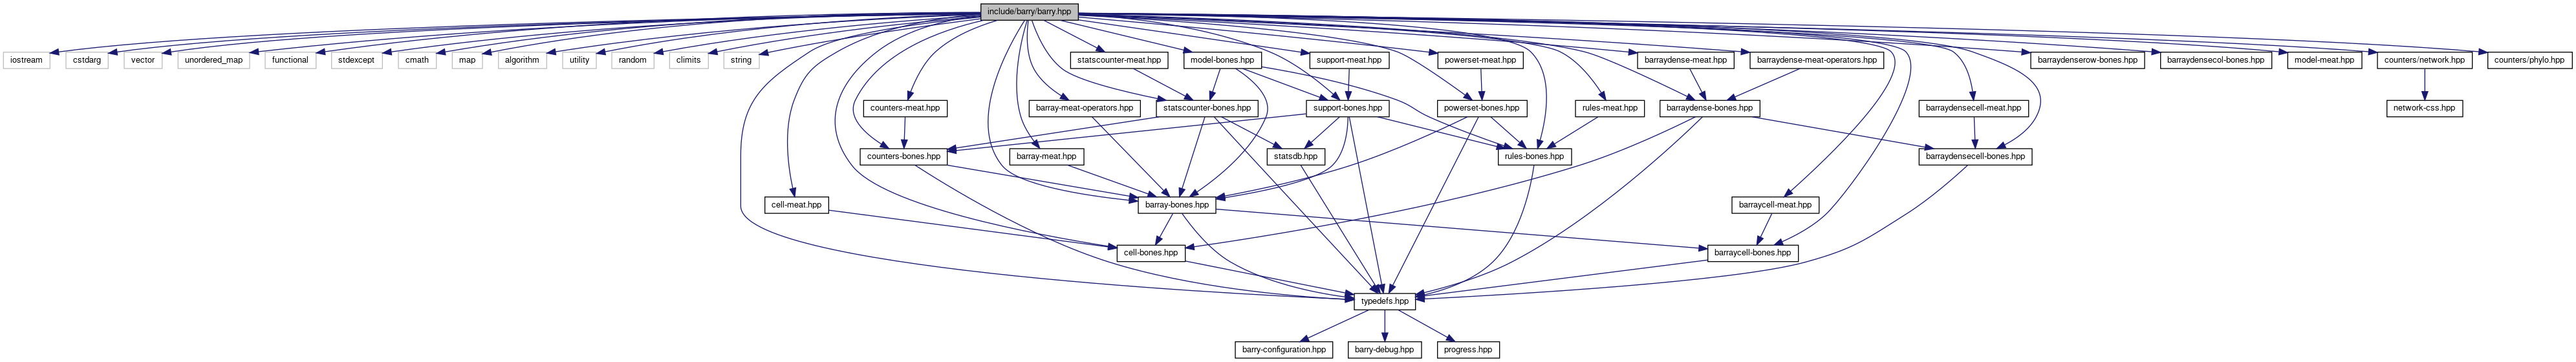 include/barry/barry.hpp
iostream
cstdarg
vector
unordered_map
functional
stdexcept
cmath
map
algorithm
utility
random
climits
string
statscounter-meat.hpp
model-bones.hpp
support-meat.hpp
powerset-meat.hpp
barraydense-meat.hpp
barraydense-meat-operators.hpp
barraydenserow-bones.hpp
barraydensecol-bones.hpp
model-meat.hpp
counters/network.hpp
counters/phylo.hpp
counters-meat.hpp
barray-meat-operators.hpp
statscounter-bones.hpp
support-bones.hpp
powerset-bones.hpp
rules-meat.hpp
barraydense-bones.hpp
barraydensecell-meat.hpp
network-css.hpp
counters-bones.hpp
barray-meat.hpp
statsdb.hpp
rules-bones.hpp
barraydensecell-bones.hpp
cell-meat.hpp
barray-bones.hpp
barraycell-meat.hpp
cell-bones.hpp
barraycell-bones.hpp
typedefs.hpp
barry-configuration.hpp
barry-debug.hpp
progress.hpp